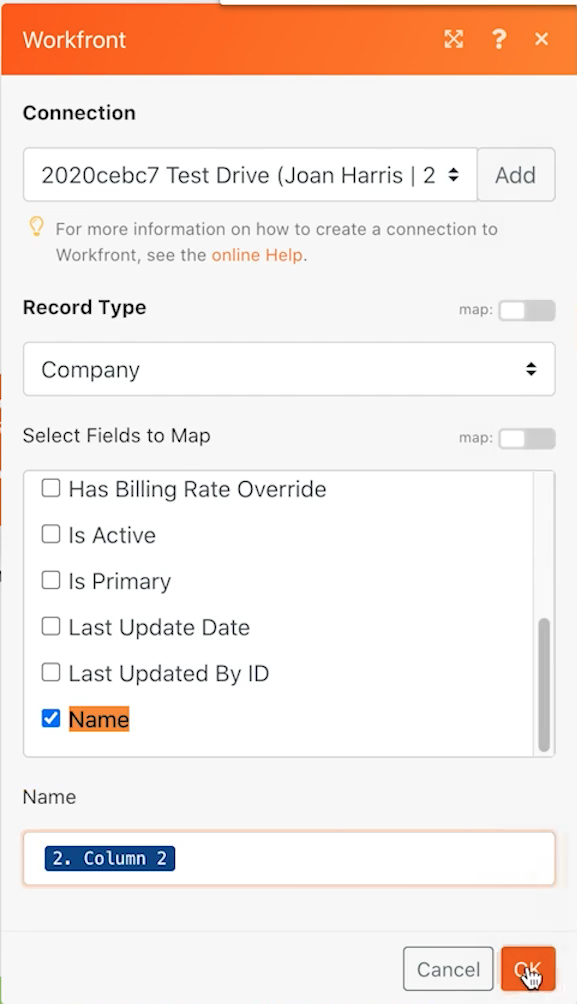 Workfront
Connection
2020cebc7 Test Drive (Joan Harris | 2
Add
For more information on how to create a connection to
Workfront, see the online Help.
Record Type
map:
Company
Select Fields to Map
map:
Has Billing Rate Override
Is Active
Is Primary
Last Update Date
Last Updated By ID
Name
Name
2. Column 2
Cancel
OK